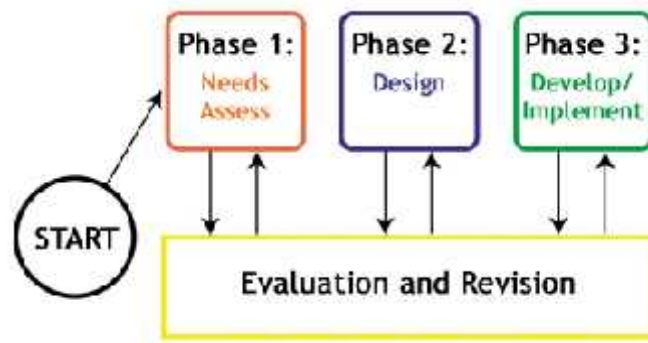 Phase 1:
Needs
Assess
Phase 2:
Design
Phase 3:
Develop/
Implement
START
Evaluation and Revision